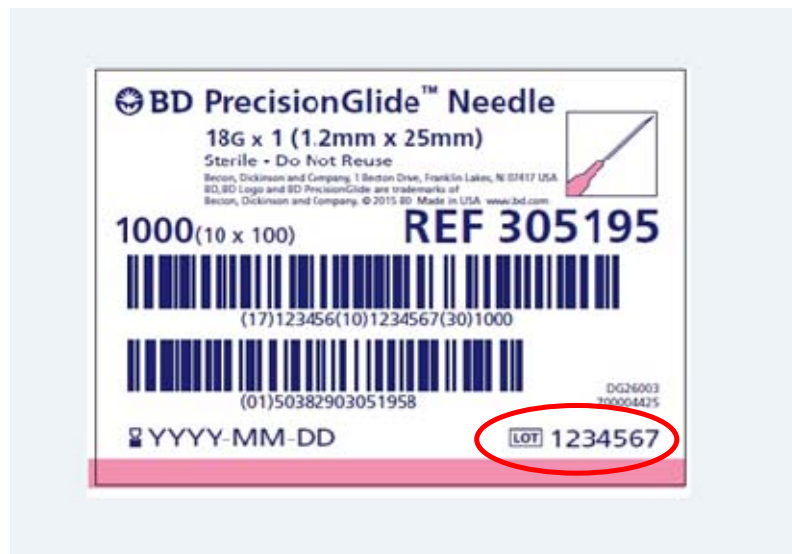 BD PrecisionGlide™ Needle
18G x 1 (1.2mm x 25mm)
Sterile • Do Not Reuse
Becon, Dickinson and Company, 1 Becton Drive, Franklin Lakes, NJ 07417 USA
BD, BD Logo and BD PrecisionGlide are trademarks of
Becon, Dickinson and Company. © 2015 BD Made in USA www.bd.com
1000(10 x 100)
REF 305195
(17)123456(10)1234567(30)1000
(01)50382903051958
DG26003
700004425
YYYY-MM-DD
LOT 1234567